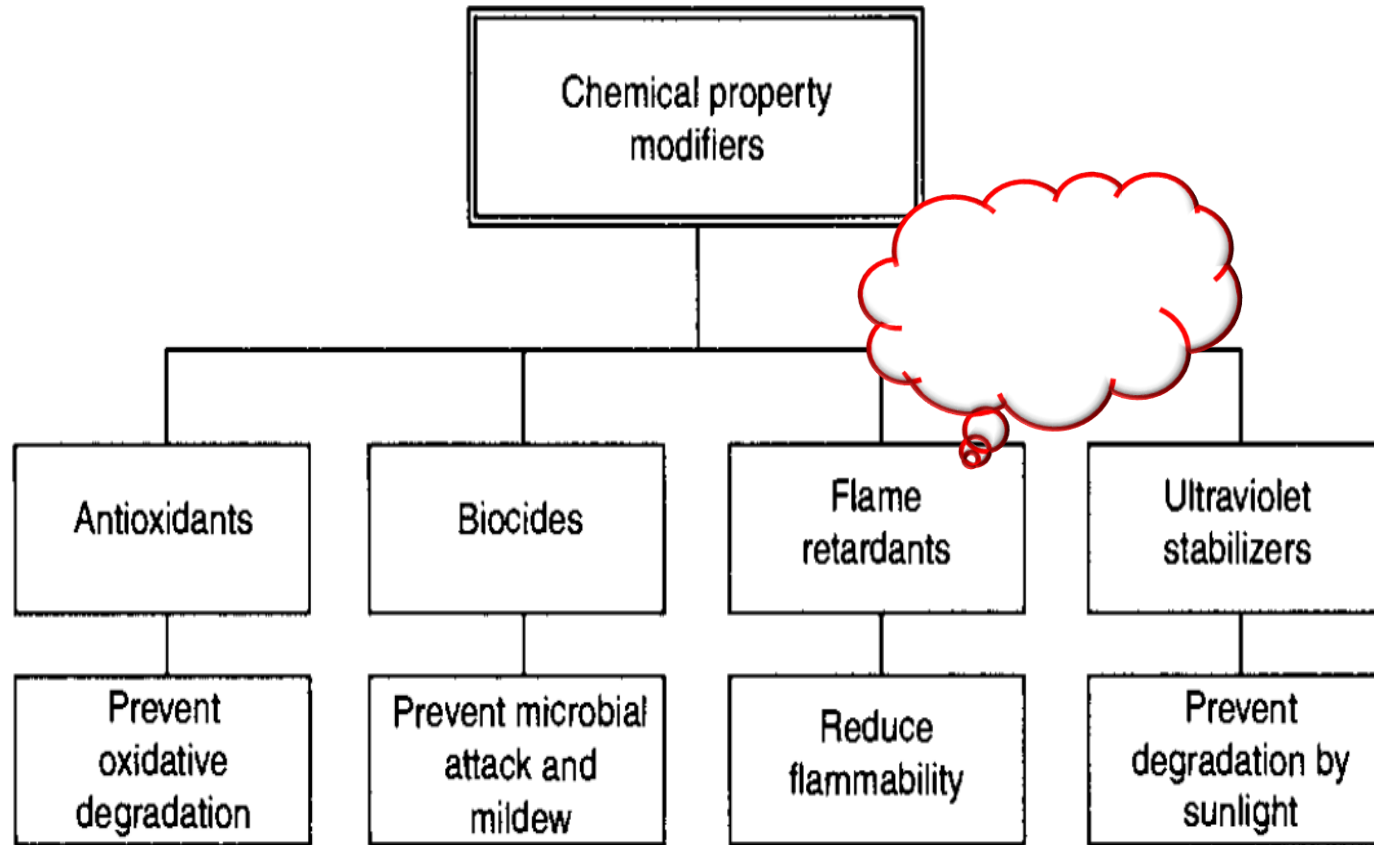 Chemical property
modifiers
Antioxidants
Biocides
Flame
retardants
Ultraviolet
stabilizers
Prevent
oxidative
degradation
Prevent microbial
attack and
mildew
Reduce
flammability
Prevent
degradation by
sunlight